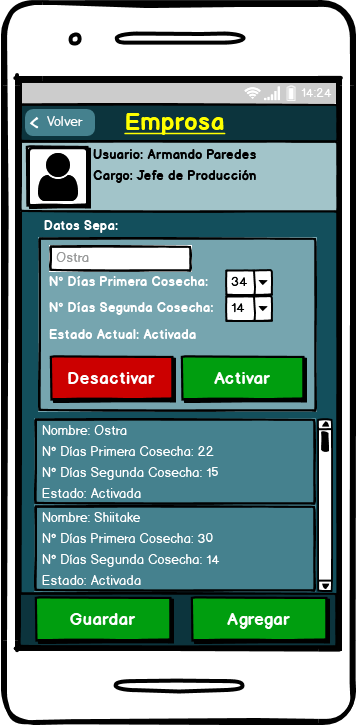 14:24
Volver
Emprosa
Usuario: Armando Paredes
Cargo: Jefe de Producción
Datos Sepa:
Ostra
Nº Días Primera Cosecha: 34
Nº Días Segunda Cosecha: 14
Estado Actual: Activada
Desactivar Activar
Nombre: Ostra
Nº Días Primera Cosecha: 22
Nº Días Segunda Cosecha: 15
Estado: Activada
Nombre: Shiitake
Nº Días Primera Cosecha: 30
Nº Días Segunda Cosecha: 14
Estado: Activada
Guardar Agregar